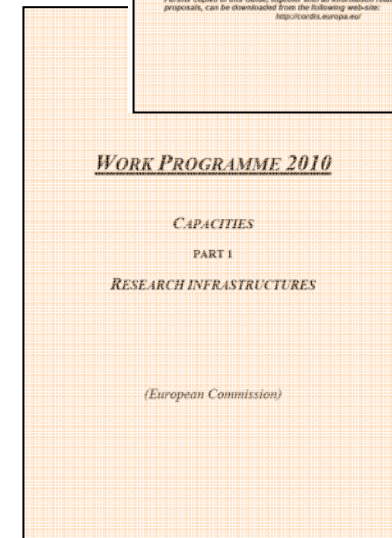 proposals, can be downloaded from the following web-site:
http://cordis.europa.eu/
WORK PROGRAMME 2010
CAPACITIES
PART 1
RESEARCH INFRASTRUCTURES
(European Commission)